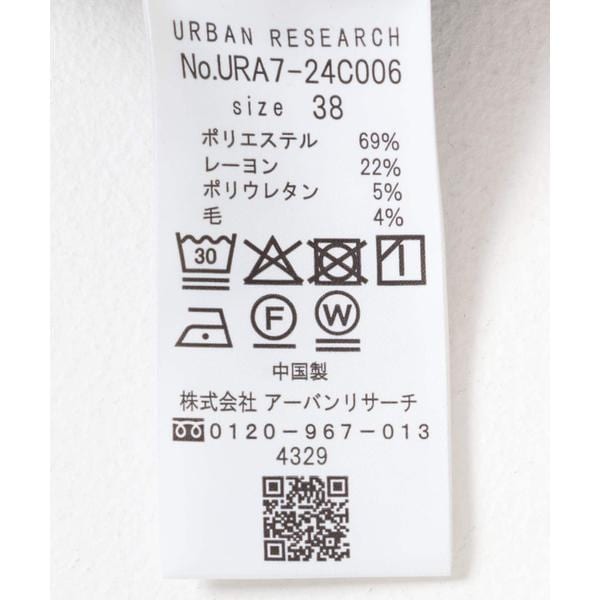 URBAN RESEARCH
No.URA7-24C006
size 38
ポリエステル 69%
レーヨン 22%
ポリウレタン 5%
毛 4%
30
F W
中国製
株式会社 アーバンリサーチ
0120-967-013
4329